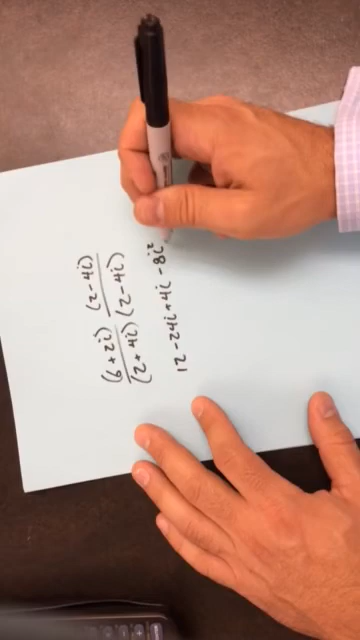 (6 + 2i) (2 - 4i)
(2 + 4i) (2 - 4i)
12 - 24i + 4i - 8i²